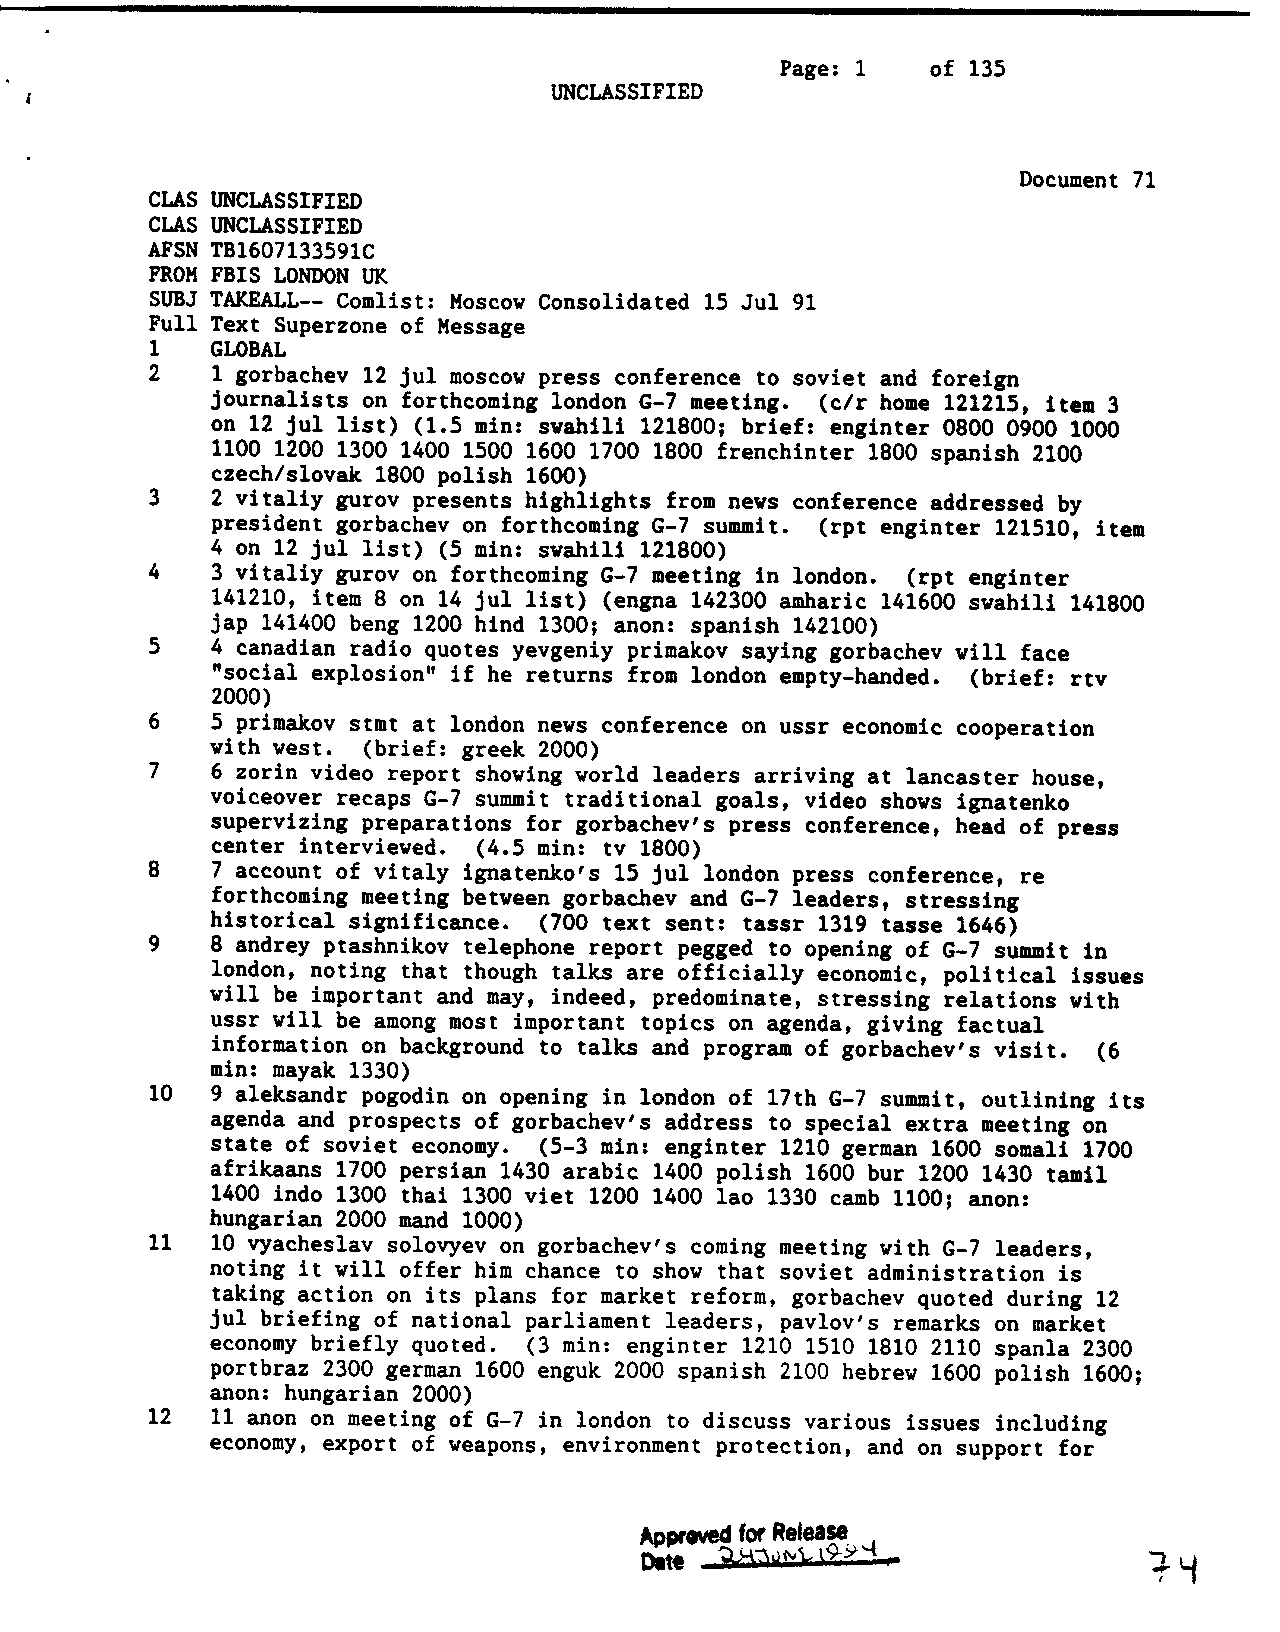 Page: 1 of 135
UNCLASSIFIED
Document 71
CLAS UNCLASSIFIED
CLAS UNCLASSIFIED
AFSN TB1607133591C
FROM FBIS LONDON UK
SUBJ TAKEALL-- Comlist: Moscow Consolidated 15 Jul 91
Full Text Superzone of Message
1 GLOBAL
2 1 gorbachev 12 jul moscow press conference to soviet and foreign
journalists on forthcoming london G-7 meeting. (c/r home 121215, item 3
on 12 jul list) (1.5 min: swahili 121800; brief: enginter 0800 0900 1000
1100 1200 1300 1400 1500 1600 1700 1800 frenchinter 1800 spanish 2100
czech/slovak 1800 polish 1600)
3 2 vitaliy gurov presents highlights from news conference addressed by
president gorbachev on forthcoming G-7 summit. (rpt enginter 121510, item
4 on 12 jul list) (5 min: swahili 121800)
4 3 vitaliy gurov on forthcoming G-7 meeting in london. (rpt enginter
141210, item 8 on 14 jul list) (engna 142300 amharic 141600 swahili 141800
jap 141400 beng 1200 hind 1300; anon: spanish 142100)
5 4 canadian radio quotes yevgeniy primakov saying gorbachev will face
"social explosion" if he returns from london empty-handed. (brief: rtv
2000)
6 5 primakov stmt at london news conference on ussr economic cooperation
with west. (brief: greek 2000)
7 6 zorin video report showing world leaders arriving at lancaster house,
voiceover recaps G-7 summit traditional goals, video shows ignatenko
supervizing preparations for gorbachev's press conference, head of press
center interviewed. (4.5 min: tv 1800)
8 7 account of vitaly ignatenko's 15 jul london press conference, re
forthcoming meeting between gorbachev and G-7 leaders, stressing
historical significance. (700 text sent: tassr 1319 tasse 1646)
9 8 andrey ptashnikov telephone report pegged to opening of G-7 summit in
london, noting that though talks are officially economic, political issues
will be important and may, indeed, predominate, stressing relations with
ussr will be among most important topics on agenda, giving factual
information on background to talks and program of gorbachev's visit. (6
min: mayak 1330)
10 9 aleksandr pogodin on opening in london of 17th G-7 summit, outlining its
agenda and prospects of gorbachev's address to special extra meeting on
state of soviet economy. (5-3 min: enginter 1210 german 1600 somali 1700
afrikaans 1700 persian 1430 arabic 1400 polish 1600 bur 1200 1430 tamil
1400 indo 1300 thai 1300 viet 1200 1400 lao 1330 camb 1100; anon:
hungarian 2000 mand 1000)
11 10 vyacheslav solovyev on gorbachev's coming meeting with G-7 leaders,
noting it will offer him chance to show that soviet administration is
taking action on its plans for market reform, gorbachev quoted during 12
jul briefing of national parliament leaders, pavlov's remarks on market
economy briefly quoted. (3 min: enginter 1210 1510 1810 2110 spanla 2300
portbraz 2300 german 1600 enguk 2000 spanish 2100 hebrew 1600 polish 1600;
anon: hungarian 2000)
12 11 anon on meeting of G-7 in london to discuss various issues including
economy, export of weapons, environment protection, and on support for
Approved for Release
Date 24 JUNE 1994
74